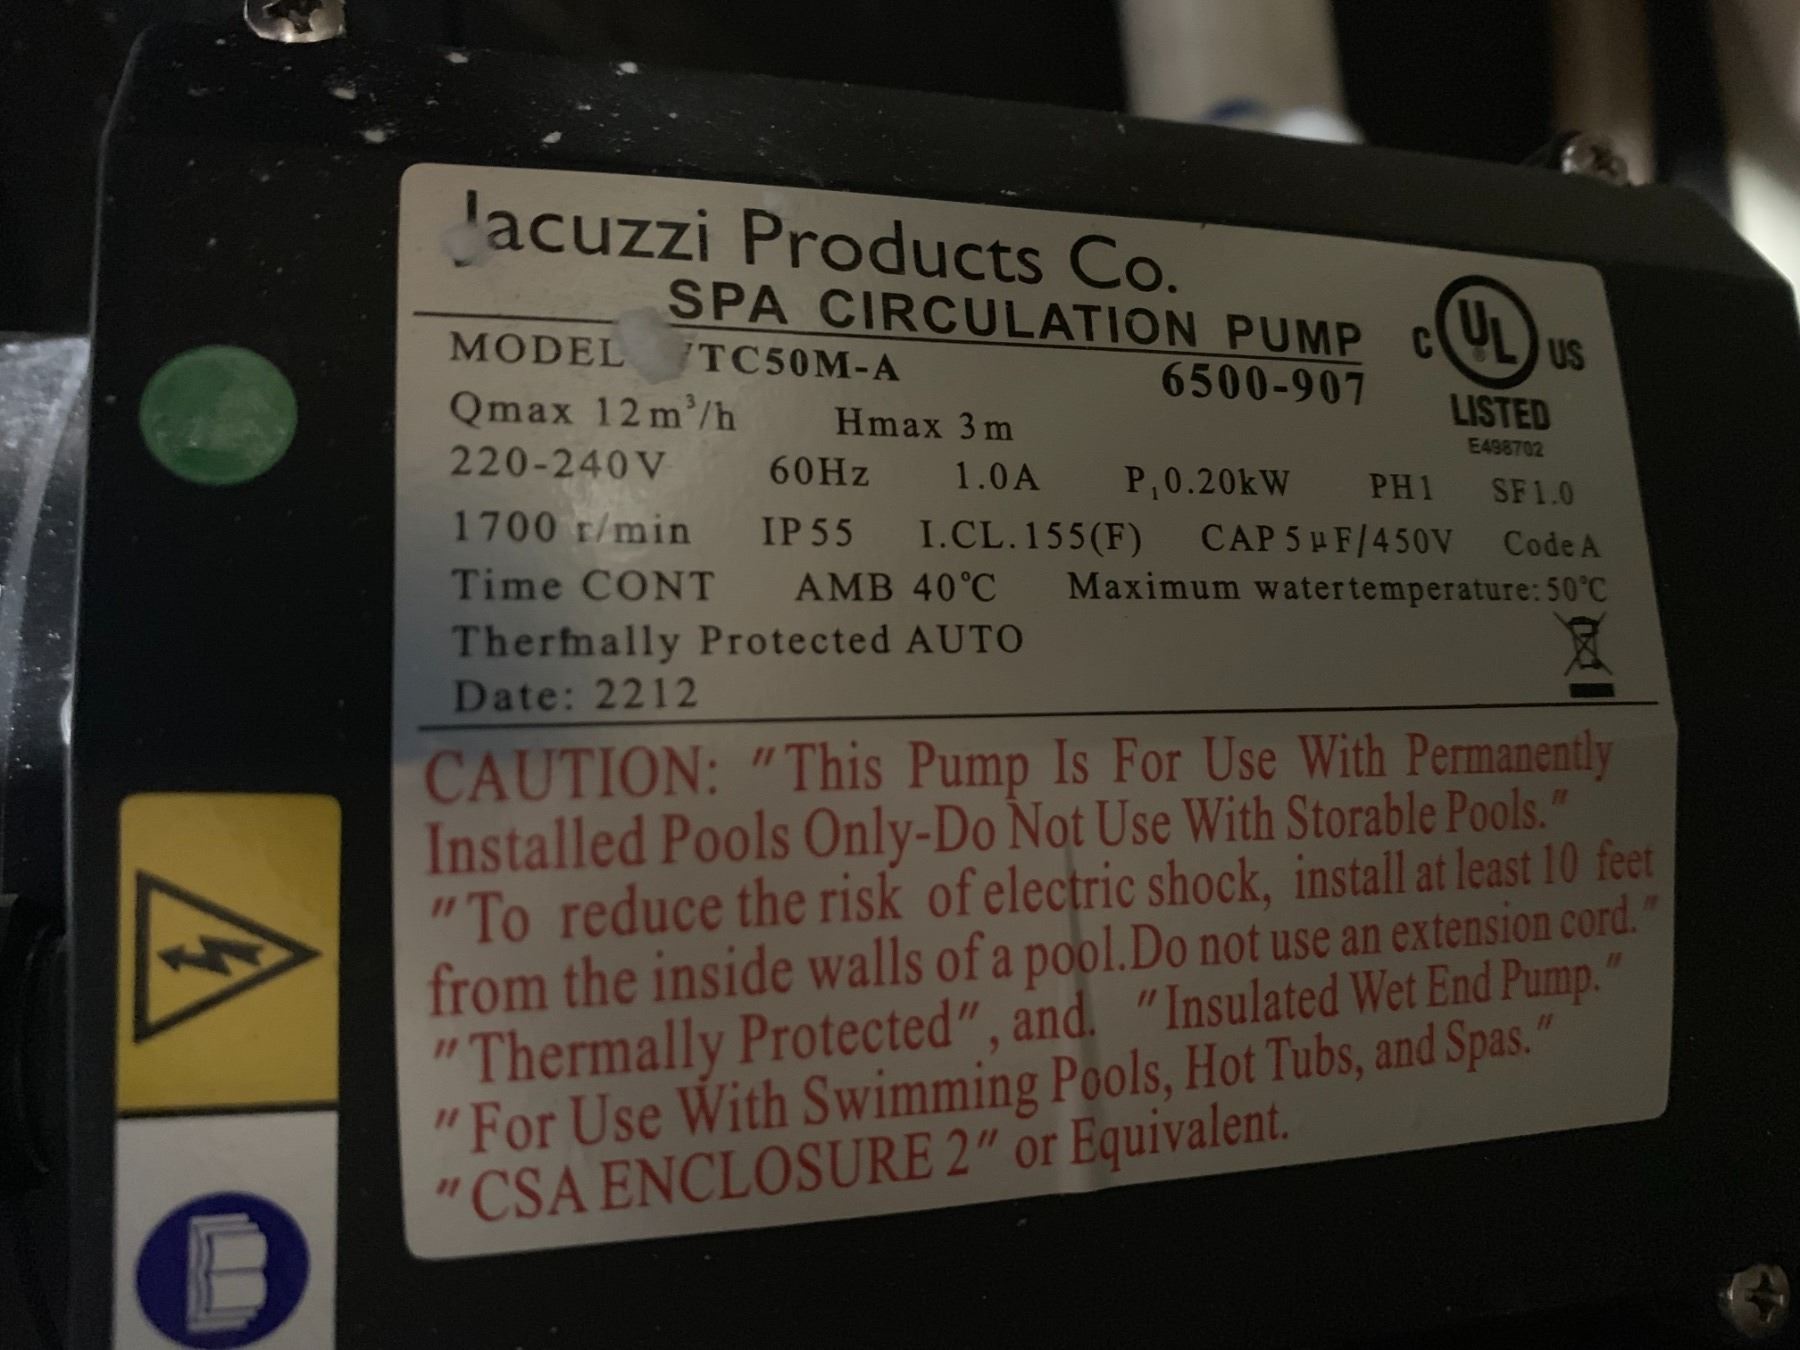 Jacuzzi Products Co.
SPA CIRCULATION PUMP
MODEL TC50M-A 6500-907
Qmax 12m³/h Hmax 3m
220-240V 60Hz 1.0A P₁0.20kW PH1 SF1.0
1700 r/min IP55 I.CL.155(F) CAP 5μF/450V Code A
Time CONT AMB 40℃ Maximum watertemperature: 50℃
Thermally Protected AUTO
Date: 2212
c UL ® US
LISTED
E498702
CAUTION: "This Pump Is For Use With Permanently
Installed Pools Only-Do Not Use With Storable Pools."
"To reduce the risk of electric shock, install at least 10 feet
from the inside walls of a pool.Do not use an extension cord."
"Thermally Protected", and. "Insulated Wet End Pump."
"For Use With Swimming Pools, Hot Tubs, and Spas."
"CSA ENCLOSURE 2" or Equivalent.